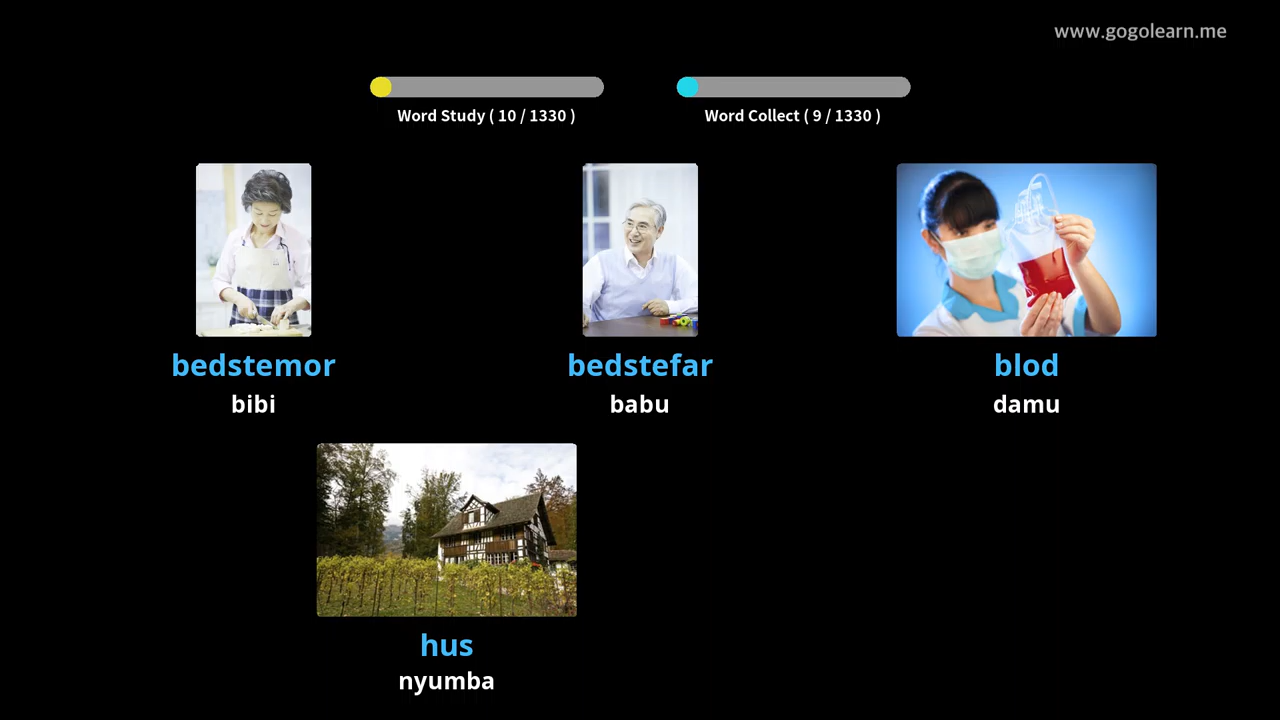 www.gogolearn.me
Word Study ( 10 / 1330 )
Word Collect ( 9 / 1330 )
bedstemor
bibi
bedstefar
babu
blod
damu
hus
nyumba